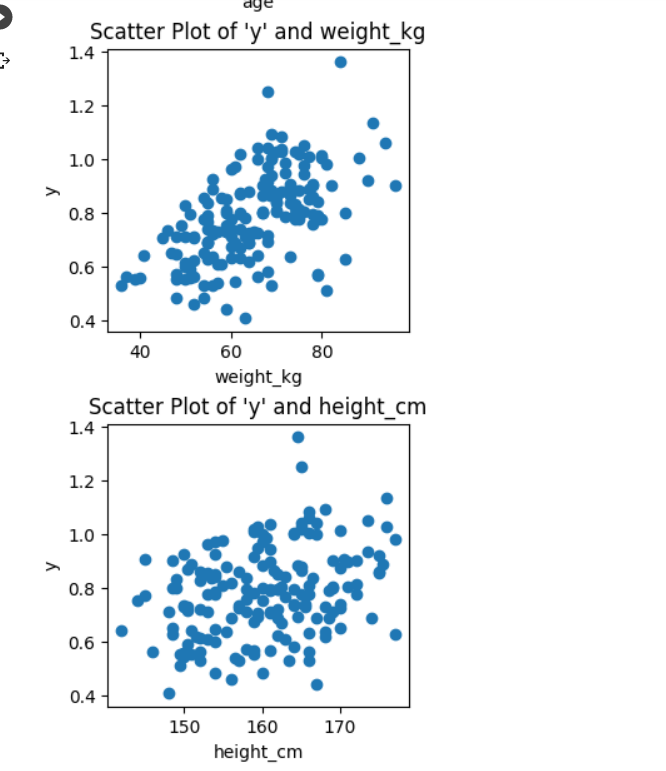 age
Scatter Plot of 'y' and weight_kg
1.4
1.2
1.0
0.8
0.6
0.4
y
40 60 80
weight_kg
Scatter Plot of 'y' and height_cm
1.4
1.2
1.0
0.8
0.6
0.4
y
150 160 170
height_cm